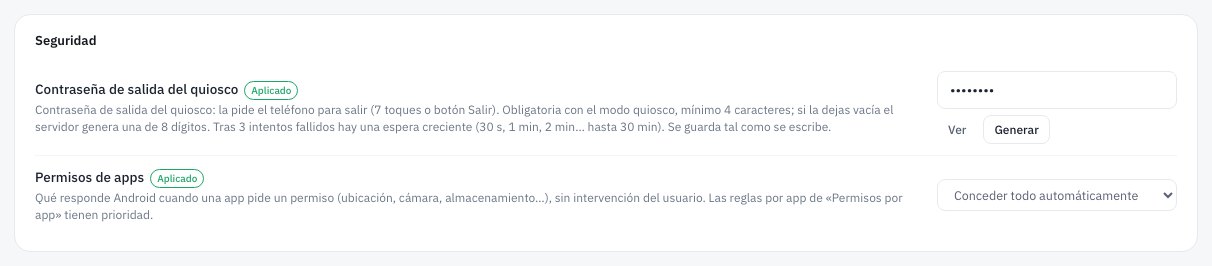 Seguridad
Contraseña de salida del quiosco Aplicado
Contraseña de salida del quiosco: la pide el teléfono para salir (7 toques o botón Salir). Obligatoria con el modo quiosco, mínimo 4 caracteres; si la dejas vacía el
servidor genera una de 8 dígitos. Tras 3 intentos fallidos hay una espera creciente (30 s, 1 min, 2 min... hasta 30 min). Se guarda tal como se escribe.
••••••••
Ver Generar
Permisos de apps Aplicado
Qué responde Android cuando una app pide un permiso (ubicación, cámara, almacenamiento...), sin intervención del usuario. Las reglas por app de «Permisos por
app» tienen prioridad.
Conceder todo automáticamente